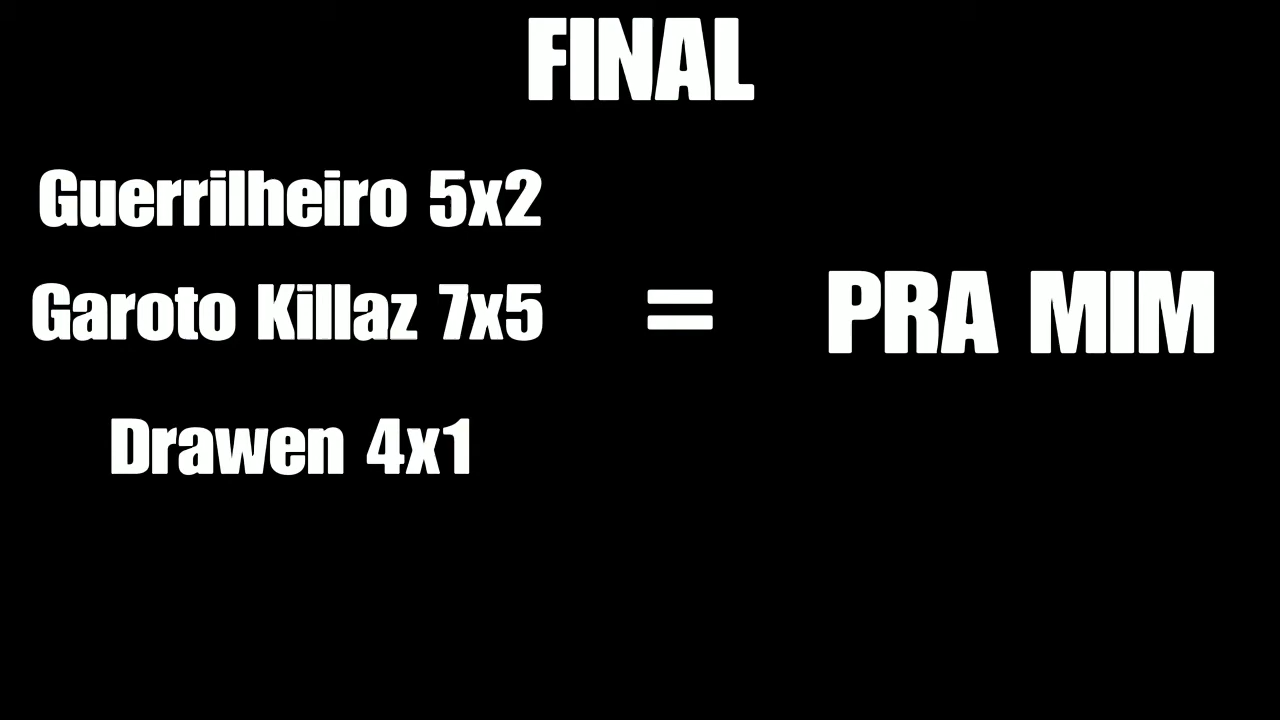 FINAL
Guerrilheiro 5x2
Garoto Killaz 7x5
= PRA MIM
Drawen 4x1